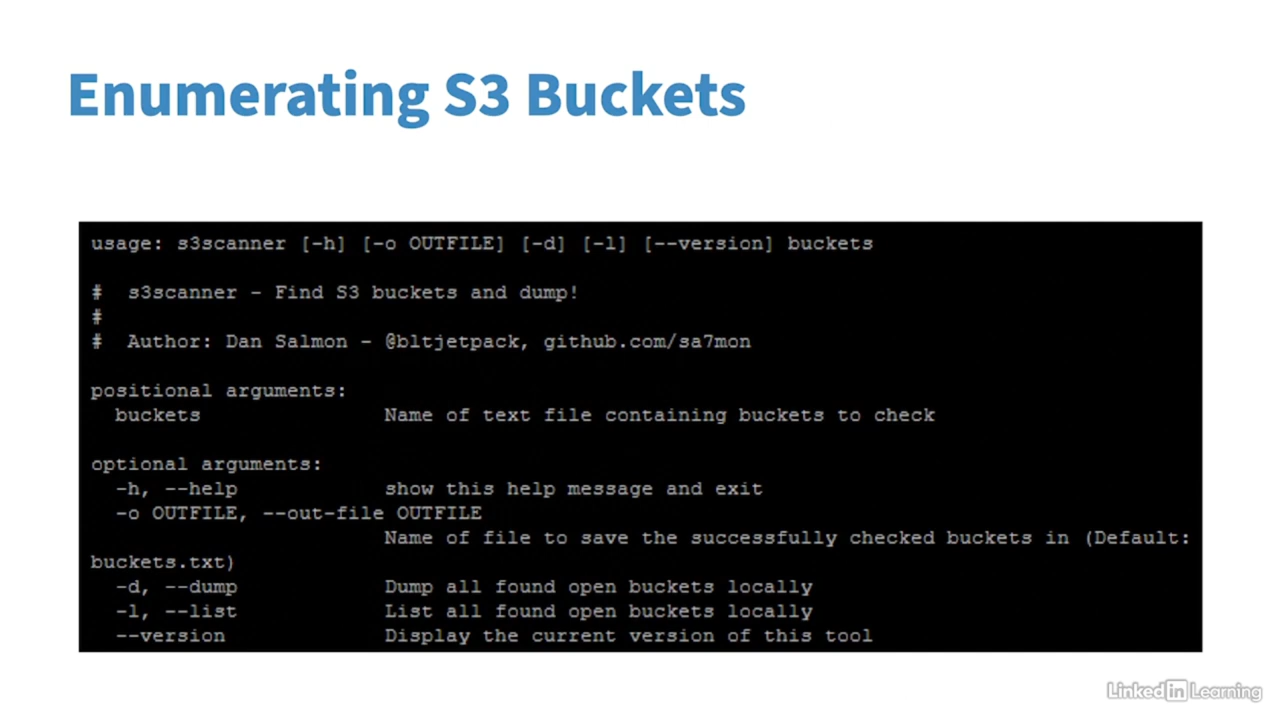 Enumerating S3 Buckets
usage: s3scanner [-h] [-o OUTFILE] [-d] [-l] [--version] buckets
#  s3scanner - Find S3 buckets and dump!
#
#  Author: Dan Salmon - @bltjetpack, github.com/sa7mon
positional arguments:
  buckets               Name of text file containing buckets to check
optional arguments:
  -h, --help            show this help message and exit
  -o OUTFILE, --out-file OUTFILE
                        Name of file to save the successfully checked buckets in (Default:
buckets.txt)
  -d, --dump            Dump all found open buckets locally
  -l, --list            List all found open buckets locally
  --version             Display the current version of this tool
Linked in Learning